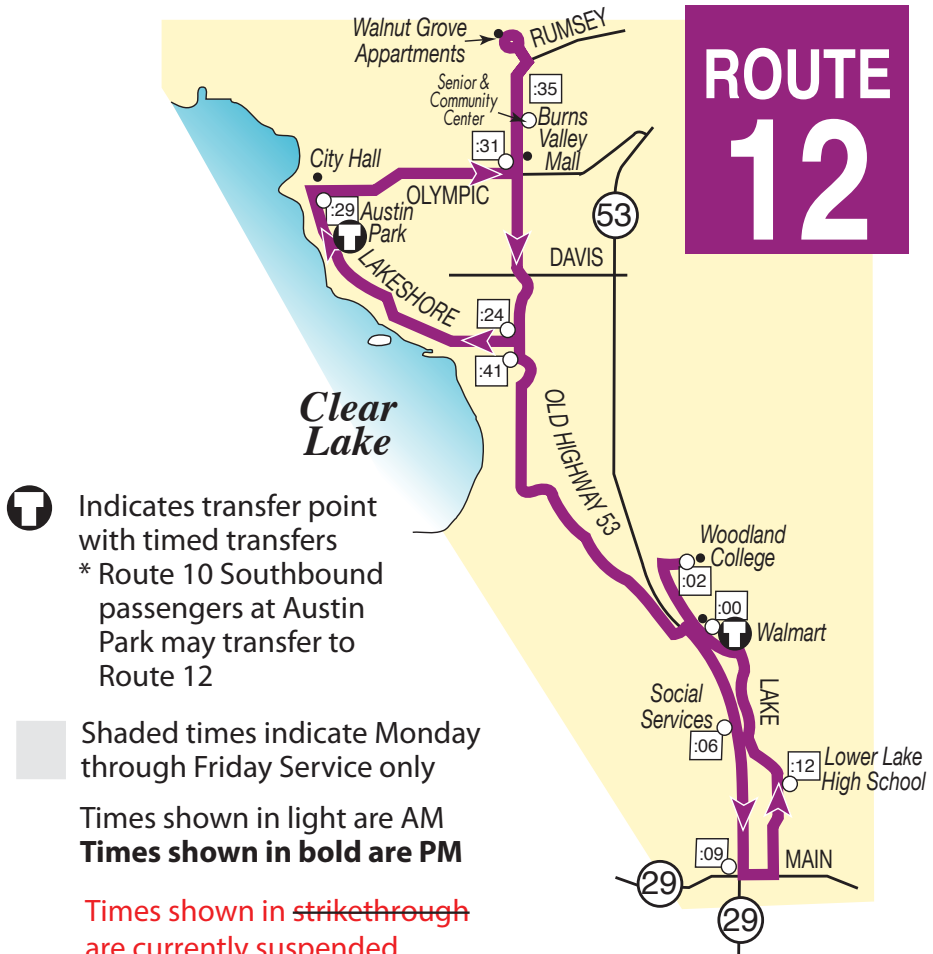 Walnut Grove
Appartments
RUMSEY
ROUTE
12
Senior &
Community
Center
:35
Burns
Valley
Mall
:31
City Hall
OLYMPIC
:29
Austin
Park
T
53
DAVIS
LAKESHORE
:24
:41
Clear
Lake
OLD HIGHWAY 53
T
Indicates transfer point
with timed transfers
* Route 10 Southbound
passengers at Austin
Park may transfer to
Route 12
Woodland
College
:02
:00
T
Walmart
Social
Services
:06
LAKE
:12
Lower Lake
High School
Shaded times indicate Monday
through Friday Service only
Times shown in light are AM
Times shown in bold are PM
:09
MAIN
29
29
Times shown in strikethrough
are currently suspended